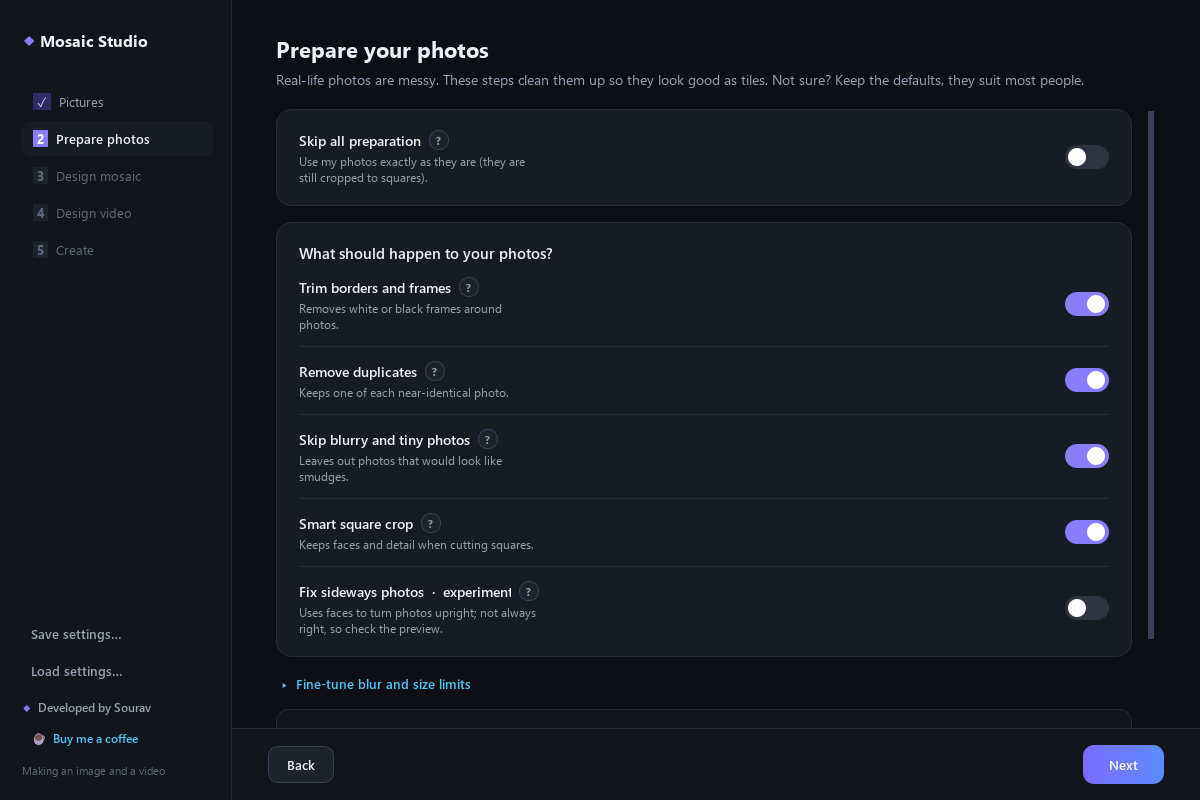 Mosaic Studio
✓ Pictures
2 Prepare photos
3 Design mosaic
4 Design video
5 Create
Save settings...
Load settings...
Developed by Sourav
Buy me a coffee
Making an image and a video
Prepare your photos
Real-life photos are messy. These steps clean them up so they look good as tiles. Not sure? Keep the defaults, they suit most people.
Skip all preparation ?
Use my photos exactly as they are (they are
still cropped to squares).
What should happen to your photos?
Trim borders and frames ?
Removes white or black frames around
photos.
Remove duplicates ?
Keeps one of each near-identical photo.
Skip blurry and tiny photos ?
Leaves out photos that would look like
smudges.
Smart square crop ?
Keeps faces and detail when cutting squares.
Fix sideways photos · experiment ?
Uses faces to turn photos upright; not always
right, so check the preview.
Fine-tune blur and size limits
Back
Next